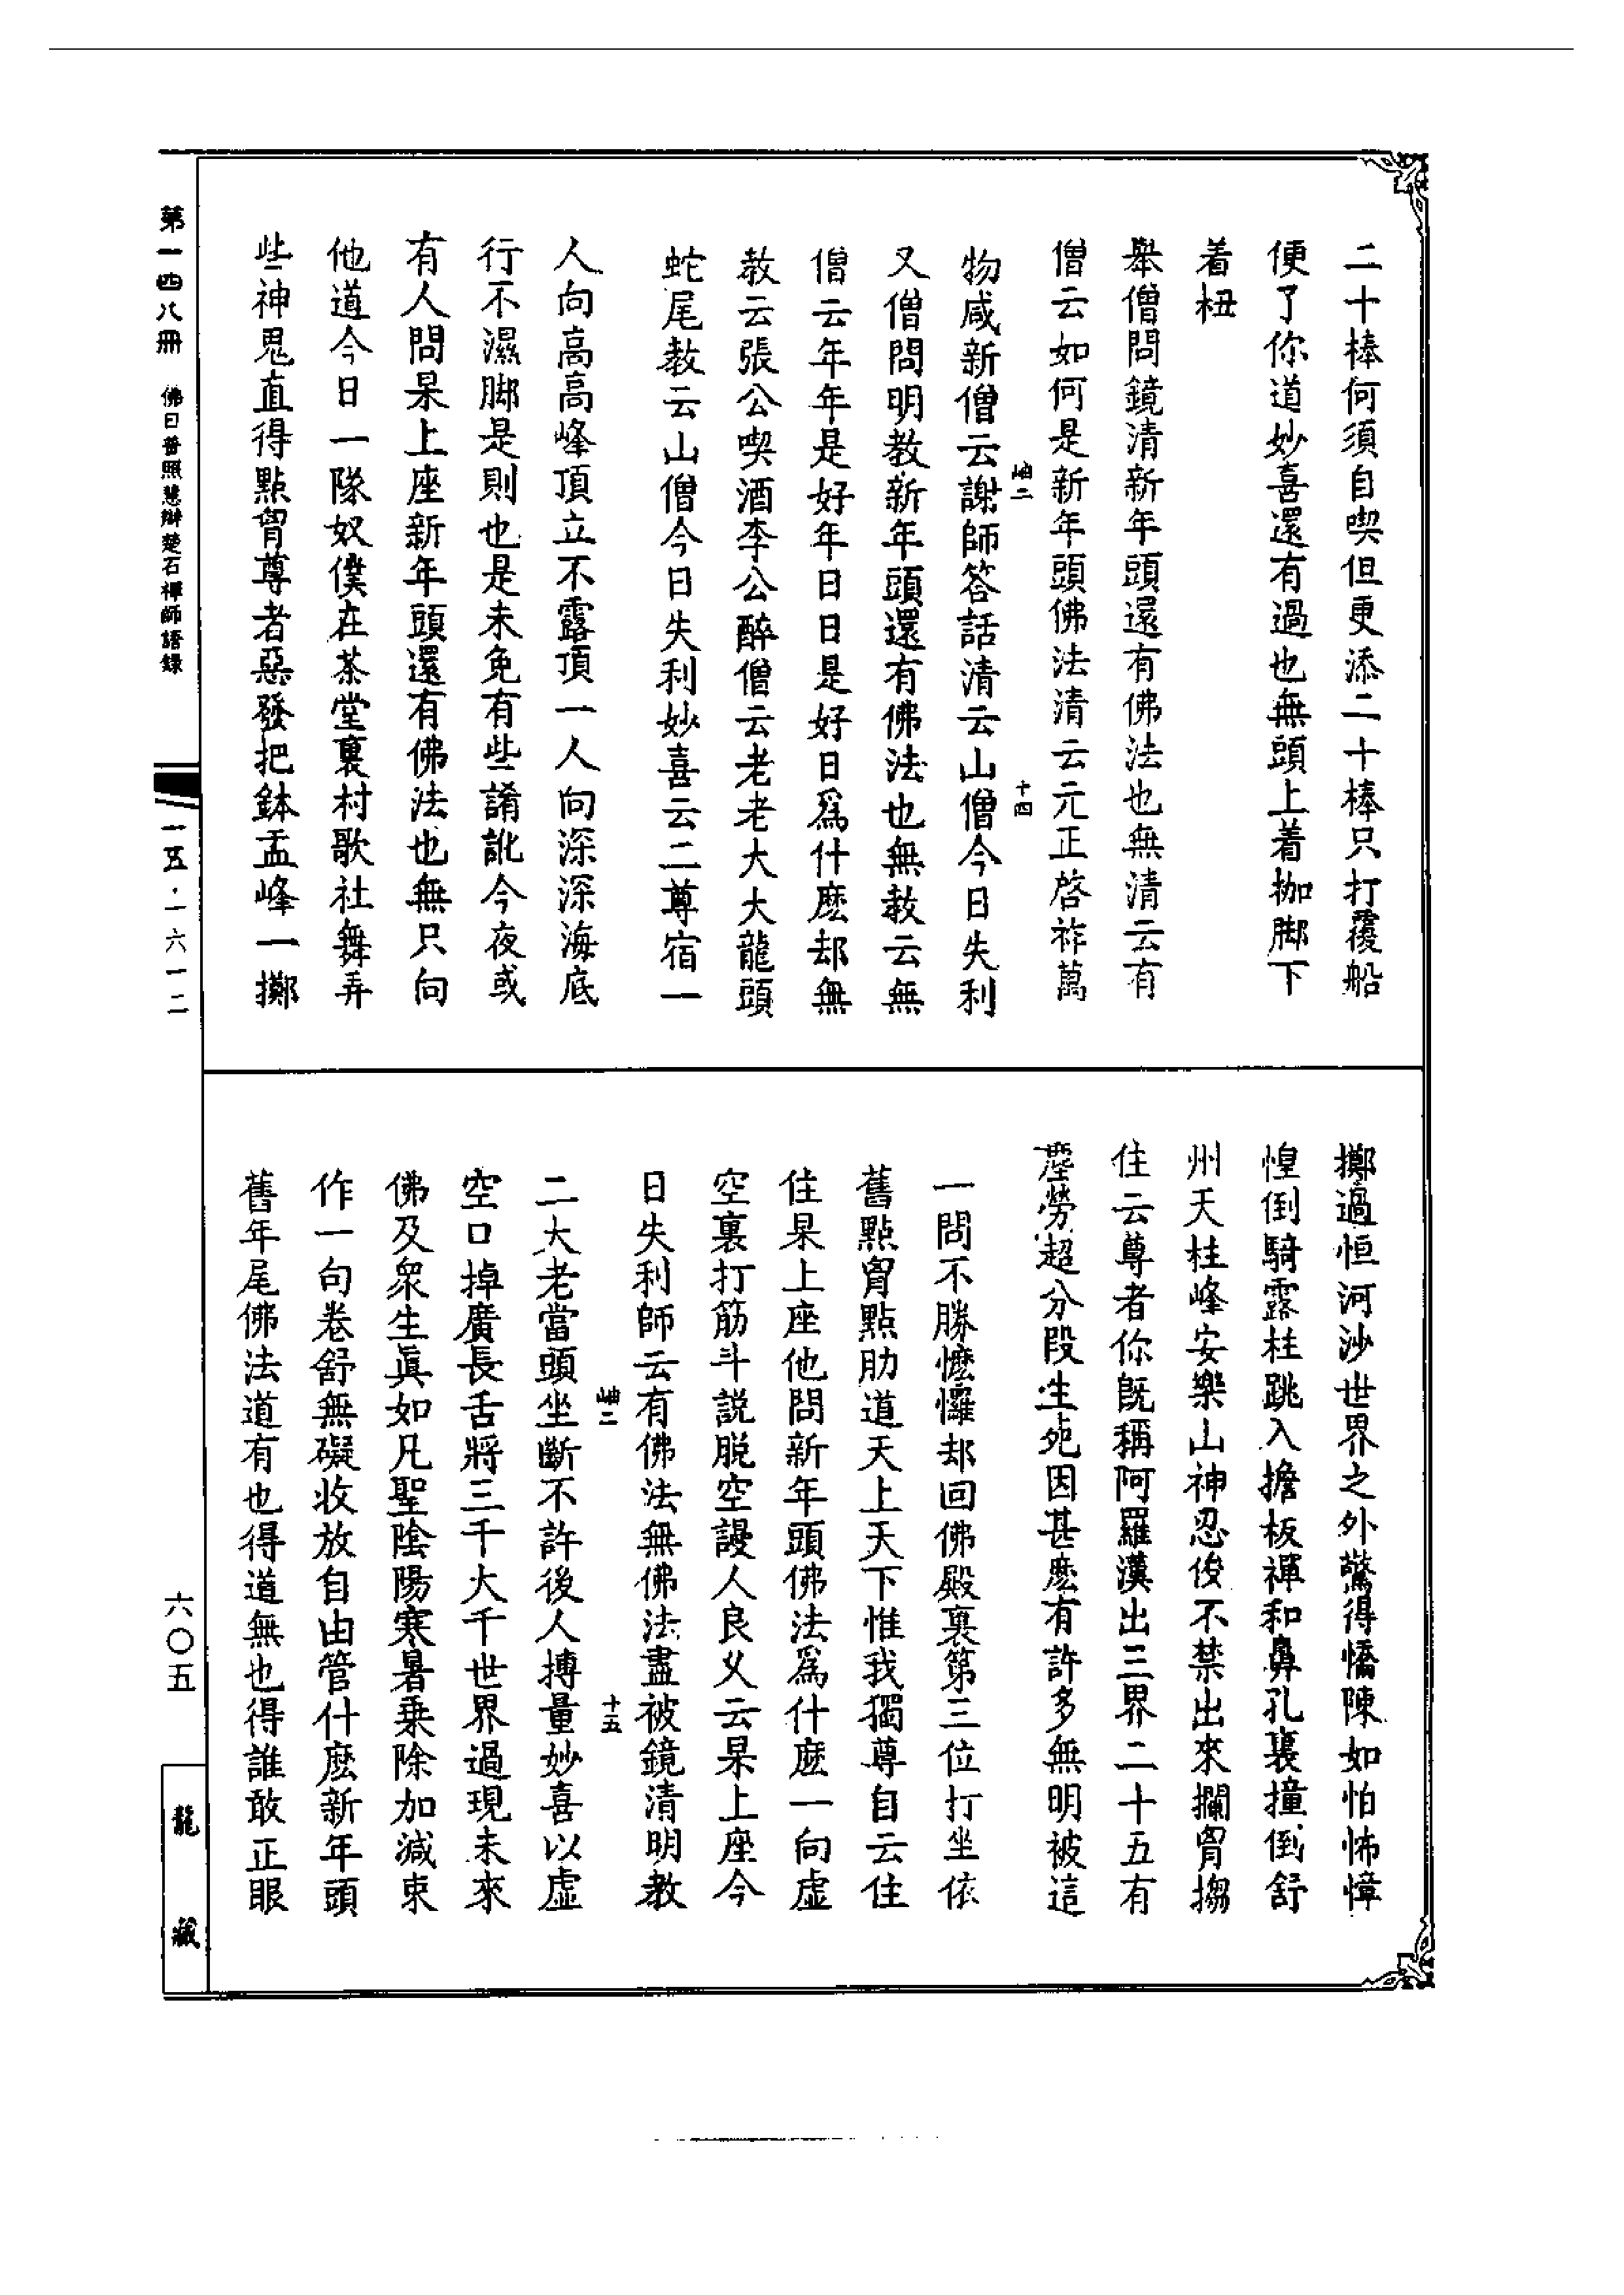 二十棒何須自喫但更添二十棒只打覆船
便了你道妙喜還有過也無頭上着枷脚下
着杻
舉僧問鏡清新年頭還有佛法也無清云有
僧云如何是新年頭佛法清云元正啓祚萬
岫二 十四
物咸新僧云謝師答話清云山僧今日失利
又僧問明教新年頭還有佛法也無教云無
僧云年年是好年日日是好日爲什麽却無
教云張公喫酒李公醉僧云老老大大龍頭
蛇尾教云山僧今日失利妙喜云二尊宿一
人向高高峰頂立不露頂一人向深深海底
行不濕脚是則也是未免有些誵訛今夜或
有人問杲上座新年頭還有佛法也無只向
他道今日一隊奴僕在茶堂裏村歌社舞弄
些神鬼直得點胷尊者惡發把鉢盂峰一擲
擲過恒河沙世界之外驚得憍陳如怕怖慞
惶倒騎露柱跳入擔板禪和鼻孔裏撞倒舒
州天柱峰安樂山神忍俊不禁出來攔胷搊
住云尊者你既稱阿羅漢出三界二十五有
塵勞超分段生死因甚麽有許多無明被這
一問不勝懡㦬却回佛殿裏第三位打坐依
舊點胷點肋道天上天下惟我獨尊自云住
住杲上座他問新年頭佛法爲什麽一向虛
空裏打筋斗説脱空謾人良乆云杲上座今
日失利師云有佛法無佛法盡被鏡清明教
岫二 十五
二大老當頭坐斷不許後人摶量妙喜以虛
空口掉廣長舌將三千大千世界過現未來
佛及衆生眞如凡聖陰陽寒暑乗除加減束
作一句卷舒無礙收放自由管什麽新年頭
舊年尾佛法道有也得道無也得誰敢正眼
第一四八冊 佛日普照慧辯楚石禪師語錄
一五·一六一二
六〇五
龍藏